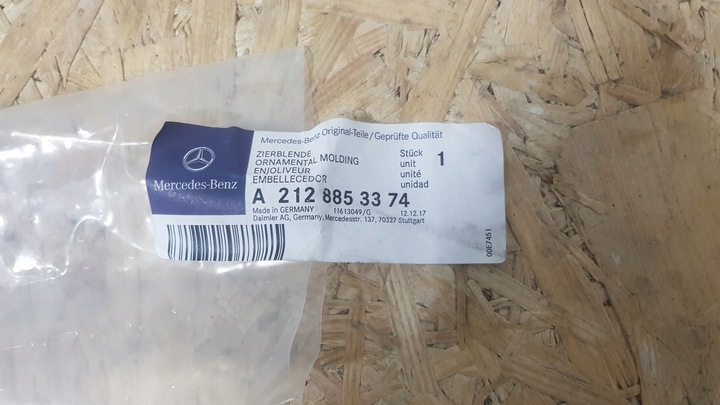 Mercedes-Benz Original-Teile/Geprüfte Qualität
Mercedes-Benz
ZIERBLENDE
ORNAMENTAL MOLDING
ENJOLIVEUR
EMBELLECEDOR
Stück 1
unit
unité
unidad
A 212 885 33 74
Made in GERMANY 11613049/G 12.12.17
Daimler AG, Germany, Mercedesstr. 137, 70327 Stuttgart
00E7451